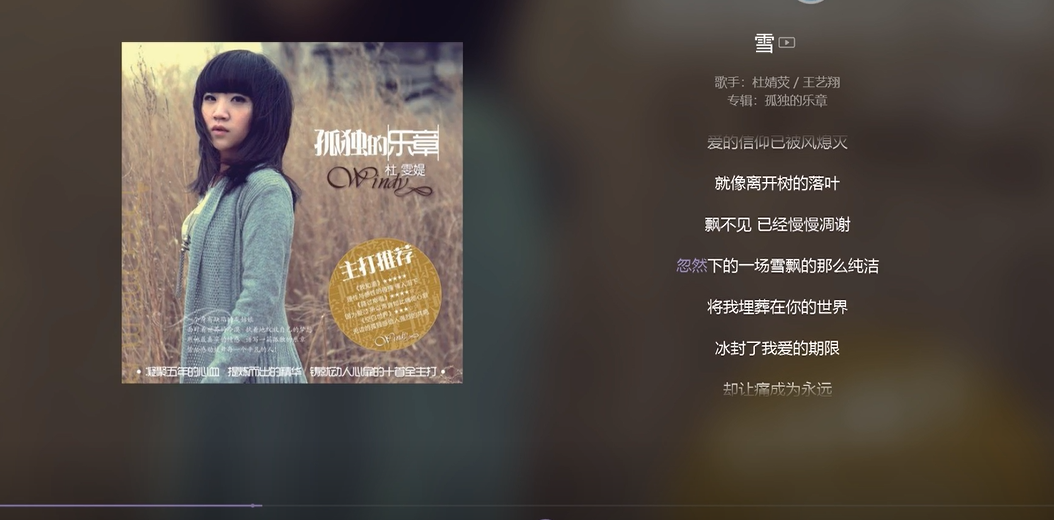 雪
歌手：杜婧荧 / 王艺翔
专辑：孤独的乐章
爱的信仰已被风熄灭
就像离开树的落叶
飘不见 已经慢慢凋谢
忽然下的一场雪飘的那么纯洁
将我埋葬在你的世界
冰封了我爱的期限
却让痛成为永远
孤独的乐章
杜 雯媞
Windy
主打推荐
Windy
• 凝聚五年的心血 提炼而出的精华 铸就动人心扉的十首全主打 •